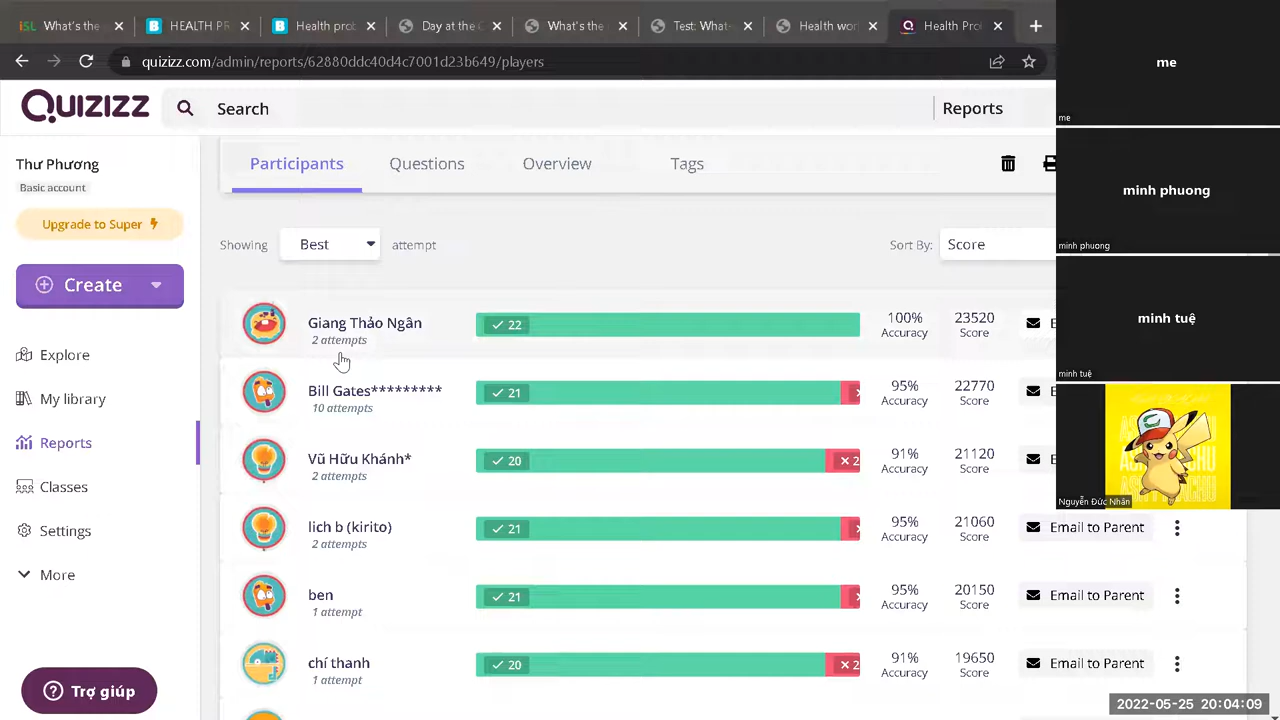 iSL What's the
HEALTH PR
Health prob
Day at the C
What's the
Test: What
Health wor
Health Prob
quizizz.com/admin/reports/62880ddc40d4c7001d23b649/players
QUIZIZZ
Search
Reports
Thư Phương
Basic account
Upgrade to Super
Create
Explore
My library
Reports
Classes
Settings
More
Trợ giúp
Participants
Questions
Overview
Tags
Showing Best attempt
Sort By: Score
Giang Thảo Ngân
2 attempts
22
100%
Accuracy
23520
Score
E
Bill Gates*********
10 attempts
21
95%
Accuracy
22770
Score
Vũ Hữu Khánh*
2 attempts
20
2
91%
Accuracy
21120
Score
lich b (kirito)
2 attempts
21
95%
Accuracy
21060
Score
Email to Parent
ben
1 attempt
21
95%
Accuracy
20150
Score
Email to Parent
chí thanh
1 attempt
20
2
91%
Accuracy
19650
Score
Email to Parent
me
me
minh phuong
minh phuong
minh tuệ
minh tuệ
Nguyễn Đức Nhân
2022-05-25 20:04:09